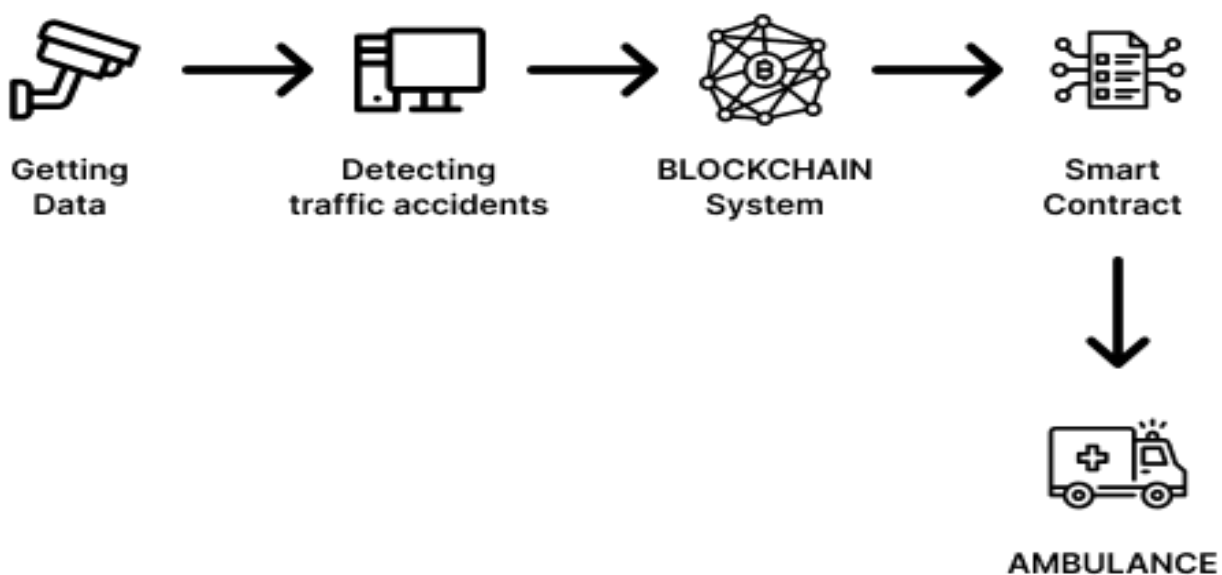 Getting
Data
Detecting
traffic accidents
BLOCKCHAIN
System
Smart
Contract
AMBULANCE